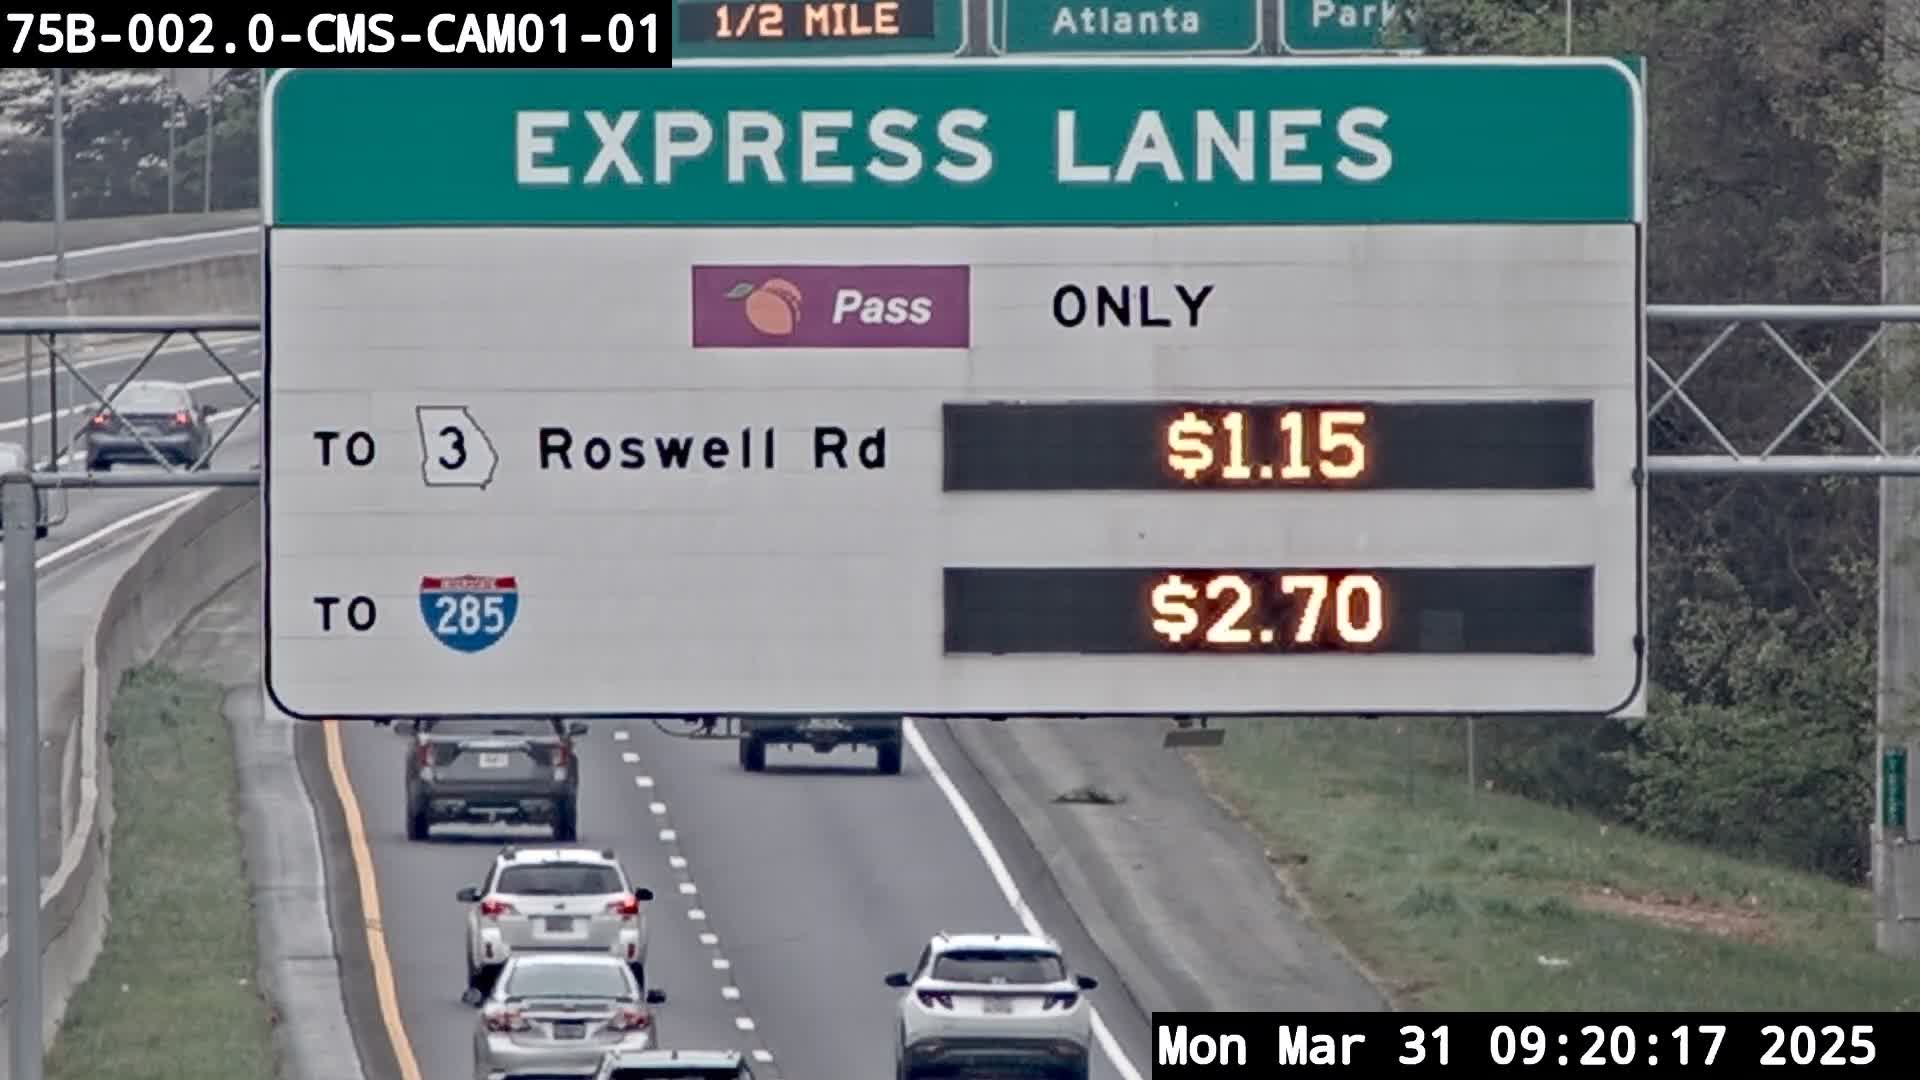 75B-002.0-CMS-CAM01-01
1/2 MILE
Atlanta
EXPRESS LANES
Pass ONLY
TO 3 Roswell Rd $1.15
TO 285 $2.70
Mon Mar 31 09:20:17 2025